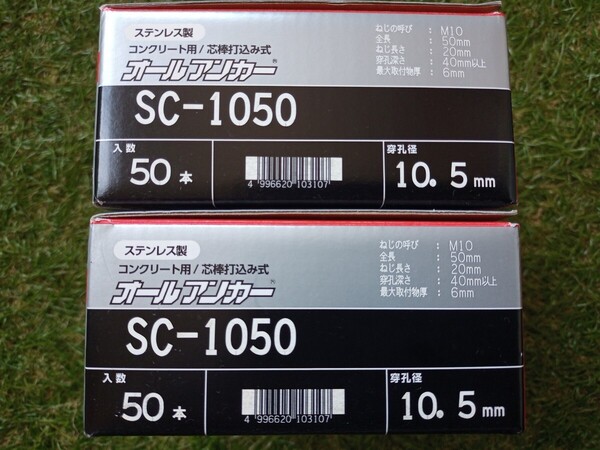 ステンレス製
コンクリート用/芯棒打込み式
オールアンカー®
ねじの呼び : M10
全長 : 50mm
ねじ長さ : 20mm
穿孔深さ : 40mm以上
最大取付物厚 : 6mm
SC-1050
入数
50本
4 996620 103107
穿孔径
10.5mm
ステンレス製
コンクリート用/芯棒打込み式
オールアンカー®
ねじの呼び : M10
全長 : 50mm
ねじ長さ : 20mm
穿孔深さ : 40mm以上
最大取付物厚 : 6mm
SC-1050
入数
50本
4 996620 103107
穿孔径
10.5mm